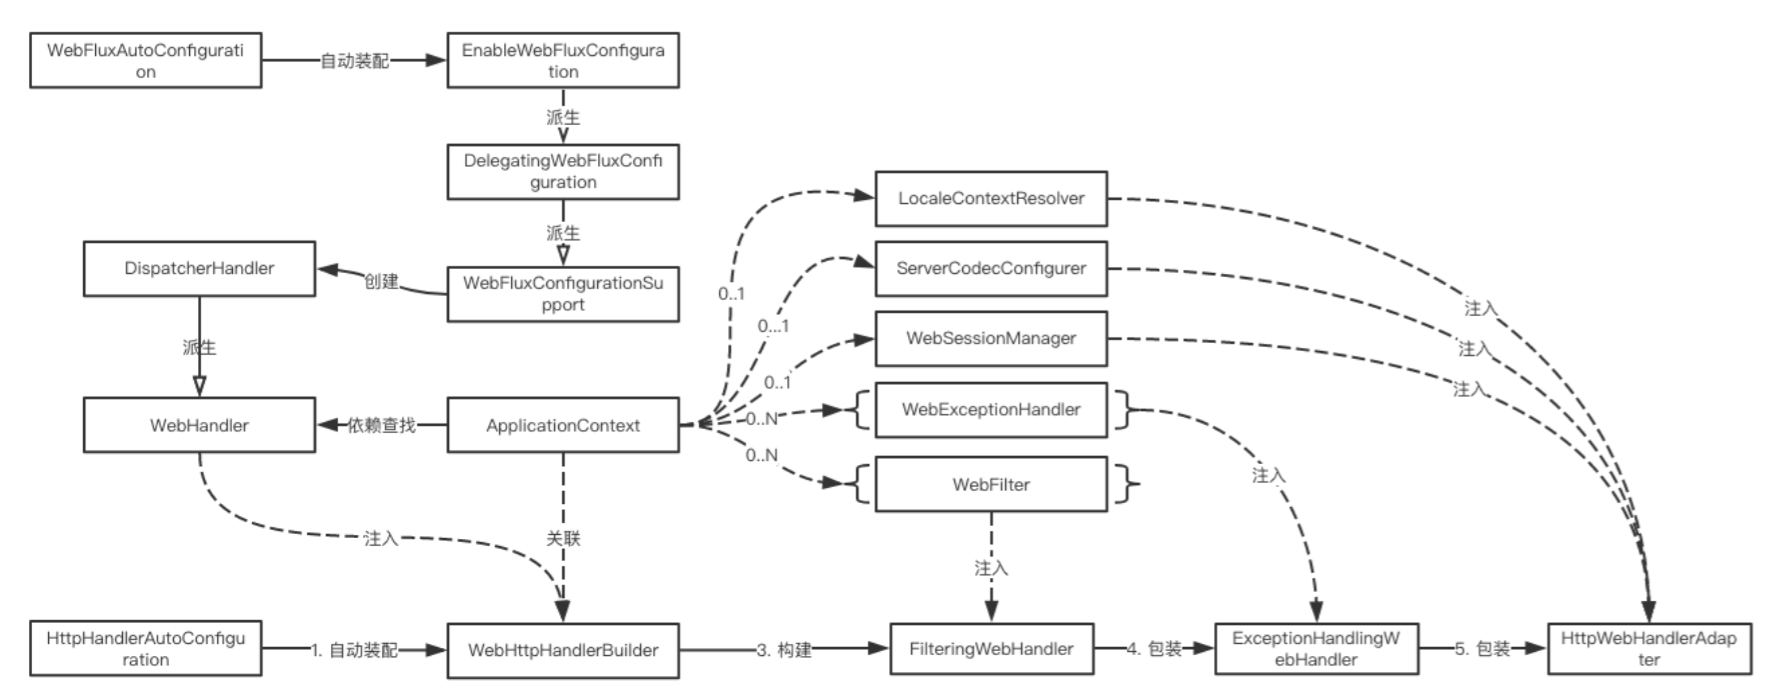 WebFluxAutoConfigurati
on
自动装配
EnableWebFluxConfigura
tion
派生
DelegatingWebFluxConfi
guration
派生
WebFluxConfigurationSu
pport
创建
DispatcherHandler
派生
WebHandler
依赖查找
ApplicationContext
0..1
0...1
0..1
0..N
0..N
LocaleContextResolver
ServerCodecConfigurer
WebSessionManager
WebExceptionHandler
WebFilter
注入
注入
注入
注入
注入
关联
注入
HttpHandlerAutoConfigu
ration
1. 自动装配
WebHttpHandlerBuilder
3. 构建
FilteringWebHandler
4. 包装
ExceptionHandlingW
ebHandler
5. 包装
HttpWebHandlerAdap
ter